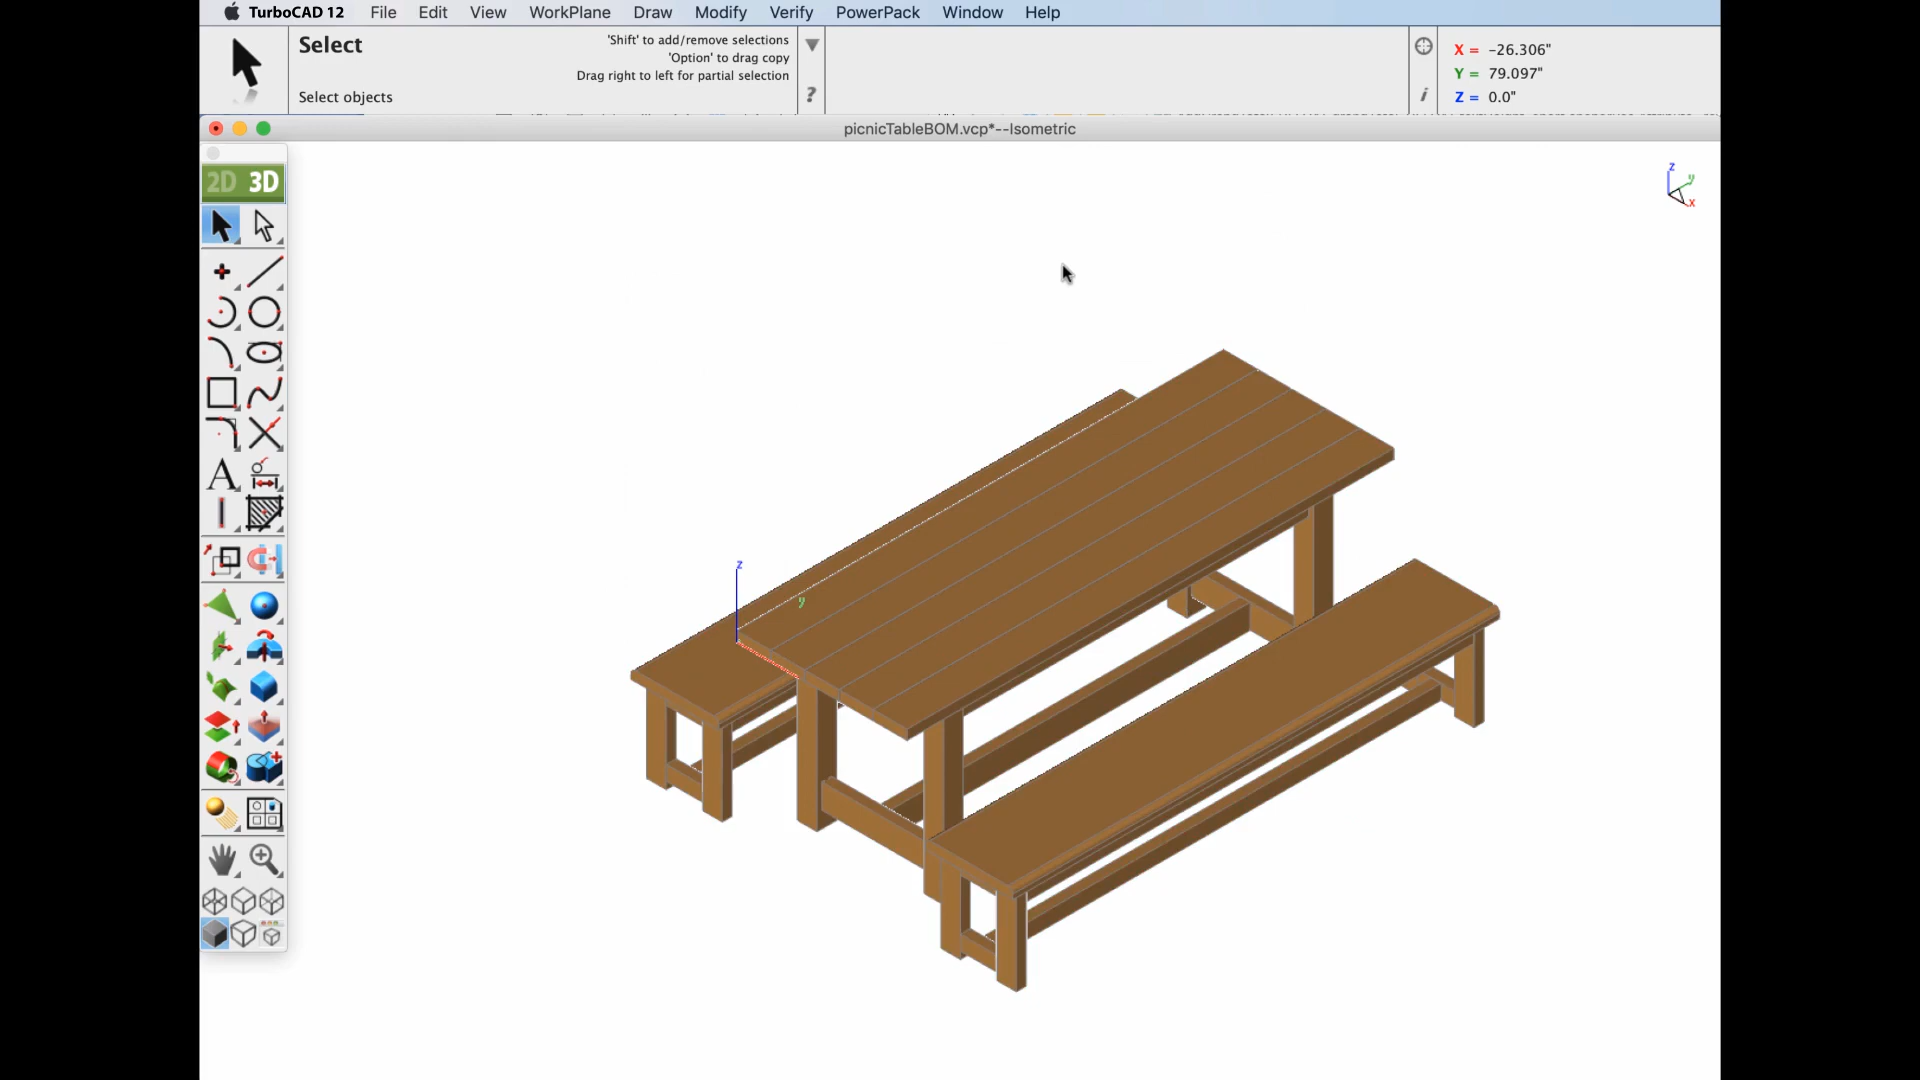 TurboCAD 12 File Edit View WorkPlane Draw Modify Verify PowerPack Window Help
Select
'Shift' to add/remove selections
'Option' to drag copy
Drag right to left for partial selection
Select objects
?
i
X = -26.306"
Y = 79.097"
Z = 0.0"
picnicTableBOM.vcp*--Isometric
2D 3D
A
z
y
x
z
y